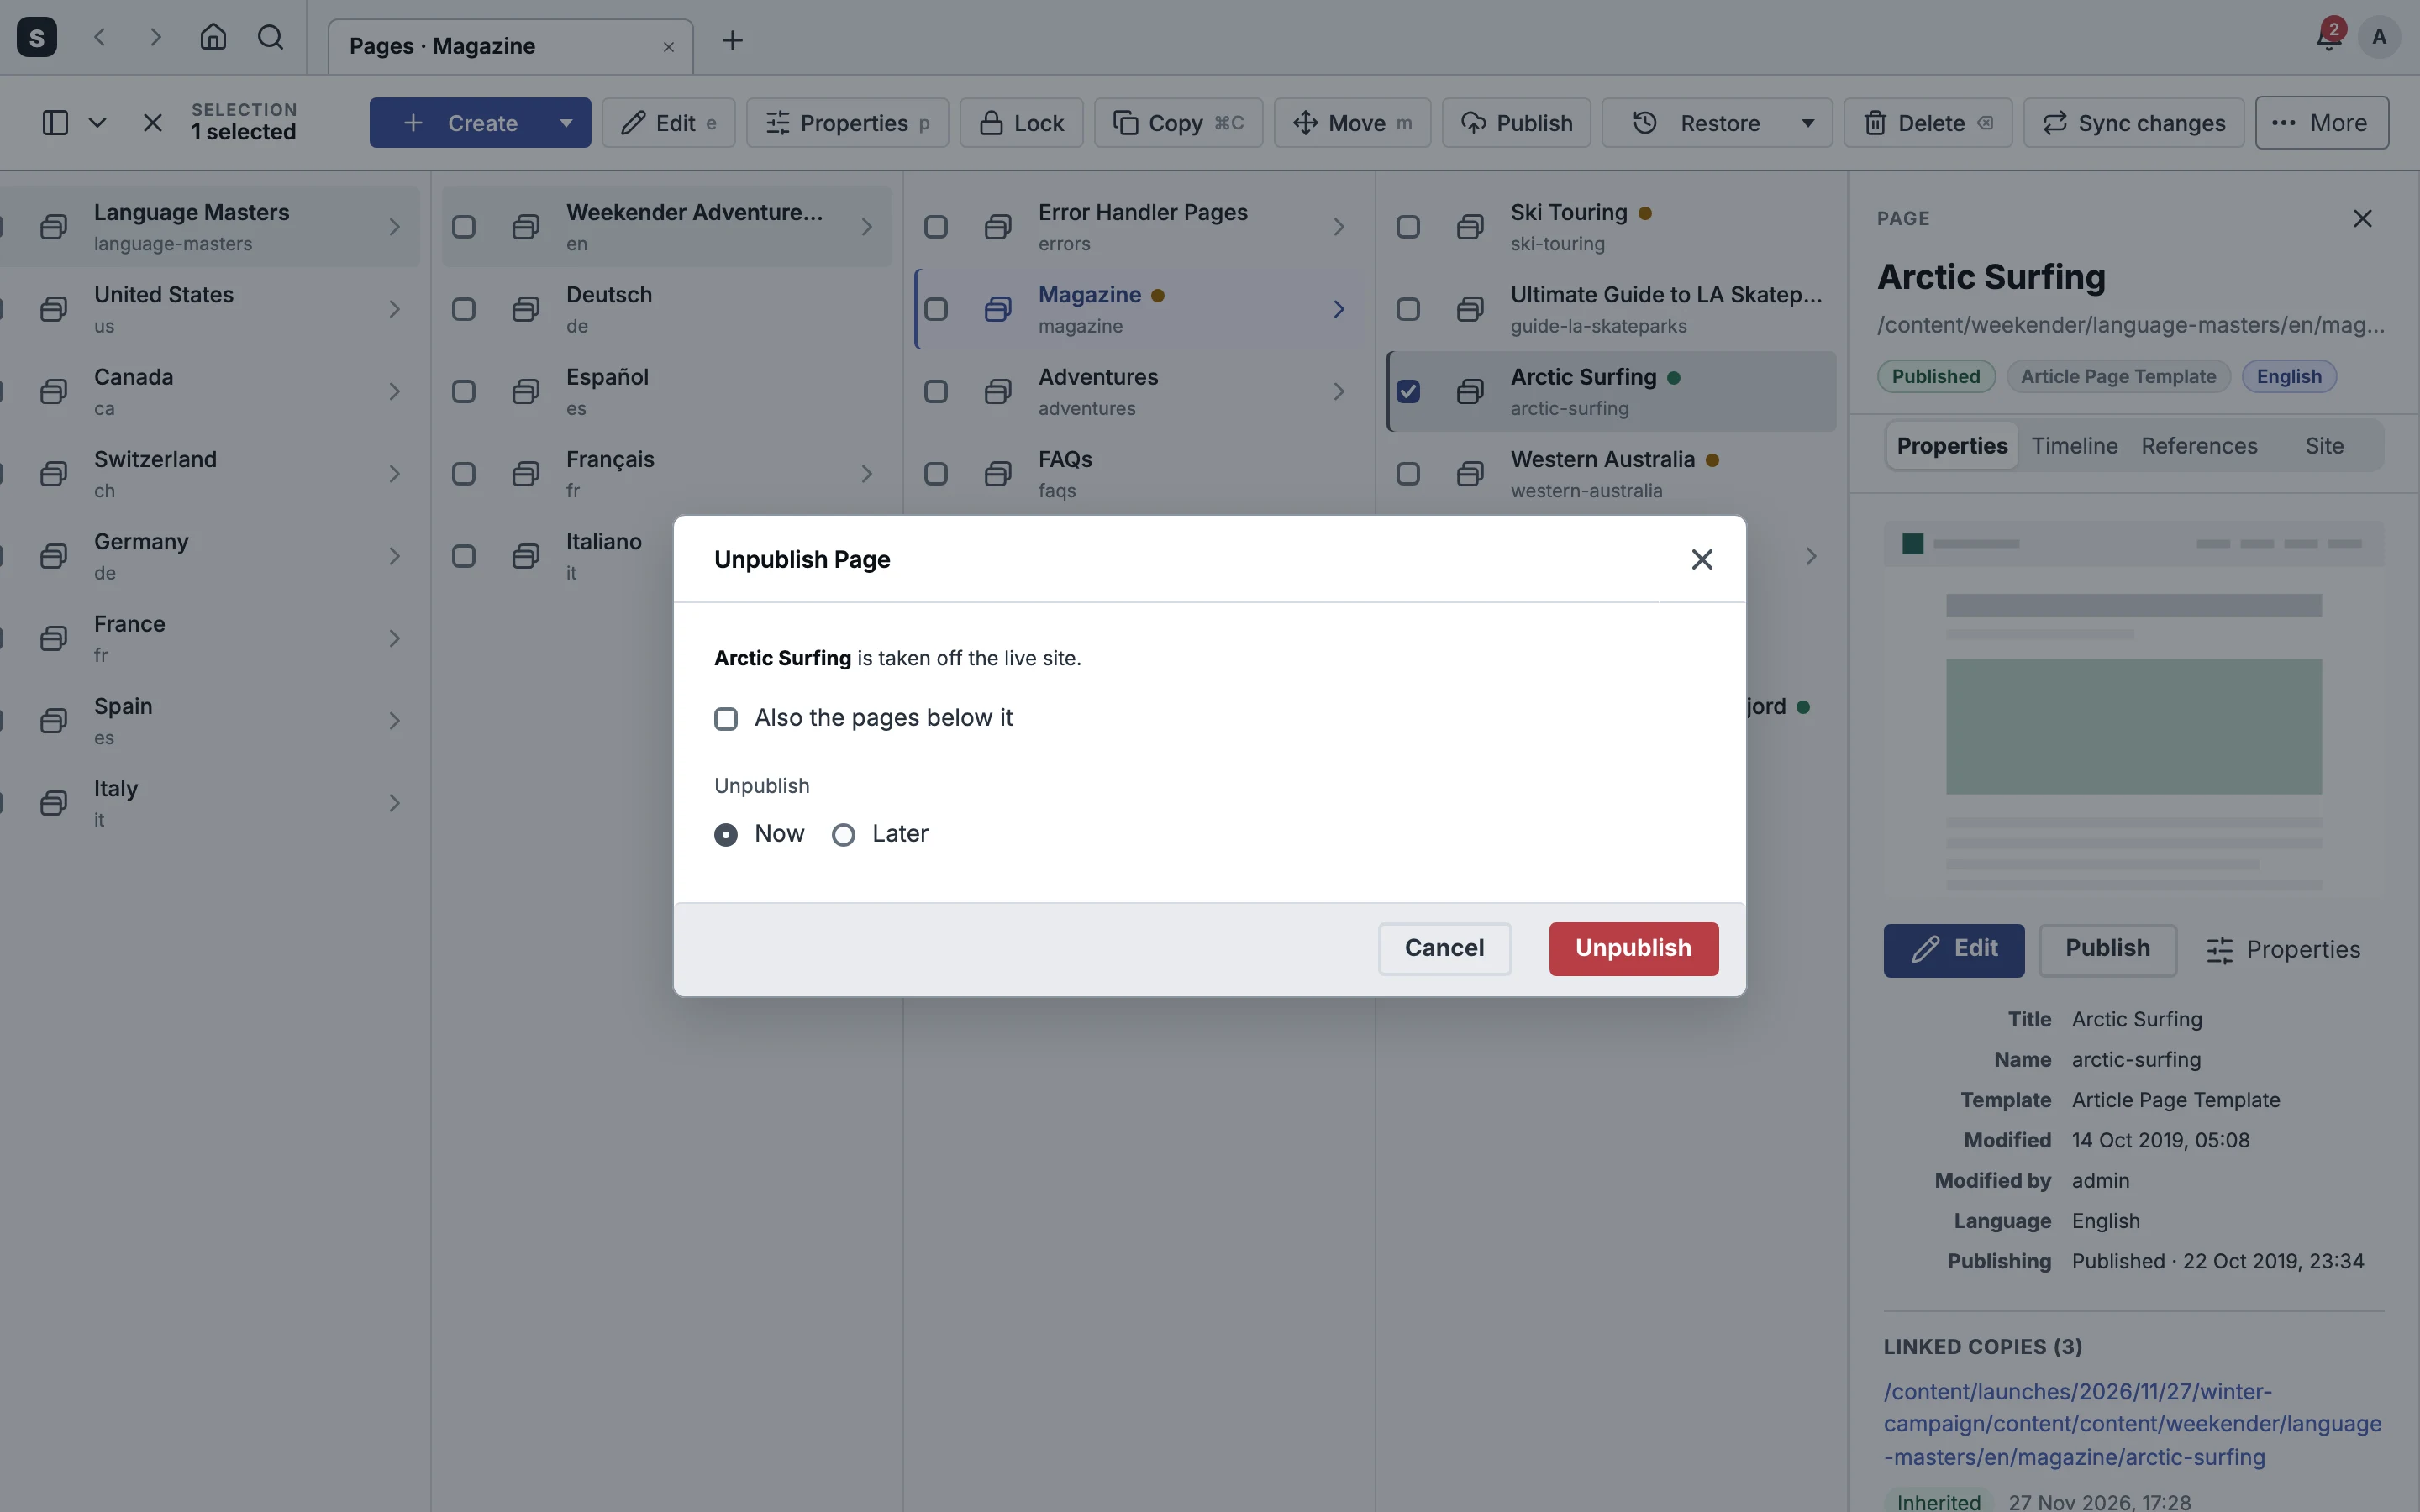 S
Pages · Magazine
2
A
SELECTION
1 selected
Create
Edit e
Properties p
Lock
Copy ⌘C
Move m
Publish
Restore
Delete
Sync changes
More
Language Masters
language-masters
United States
us
Canada
ca
Switzerland
ch
Germany
de
France
fr
Spain
es
Italy
it
Weekender Adventure...
en
Deutsch
de
Español
es
Français
fr
Italiano
it
Error Handler Pages
errors
Magazine
magazine
Adventures
adventures
FAQs
faqs
Ski Touring
ski-touring
Ultimate Guide to LA Skatep...
guide-la-skateparks
Arctic Surfing
arctic-surfing
Western Australia
western-australia
jord
Unpublish Page
Arctic Surfing is taken off the live site.
Also the pages below it
Unpublish
Now Later
Cancel
Unpublish
PAGE
Arctic Surfing
/content/weekender/language-masters/en/mag...
Published Article Page Template English
Properties Timeline References Site
Edit Publish Properties
Title Arctic Surfing
Name arctic-surfing
Template Article Page Template
Modified 14 Oct 2019, 05:08
Modified by admin
Language English
Publishing Published · 22 Oct 2019, 23:34
LINKED COPIES (3)
/content/launches/2026/11/27/winter-
campaign/content/content/weekender/language
-masters/en/magazine/arctic-surfing
Inherited 27 Nov 2026, 17:28